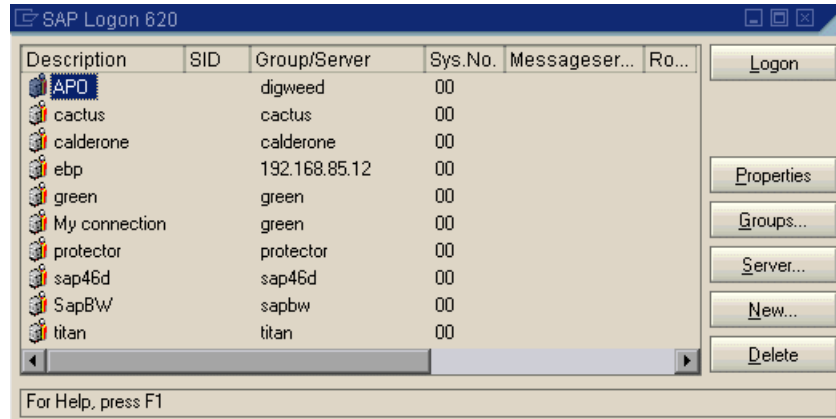 SAP Logon 620
Description SID Group/Server Sys.No. Messageser... Ro...
APO digweed 00
cactus cactus 00
calderone calderone 00
ebp 192.168.85.12 00
green green 00
My connection green 00
protector protector 00
sap46d sap46d 00
SapBW sapbw 00
titan titan 00
Logon
Properties
Groups...
Server...
New...
Delete
For Help, press F1